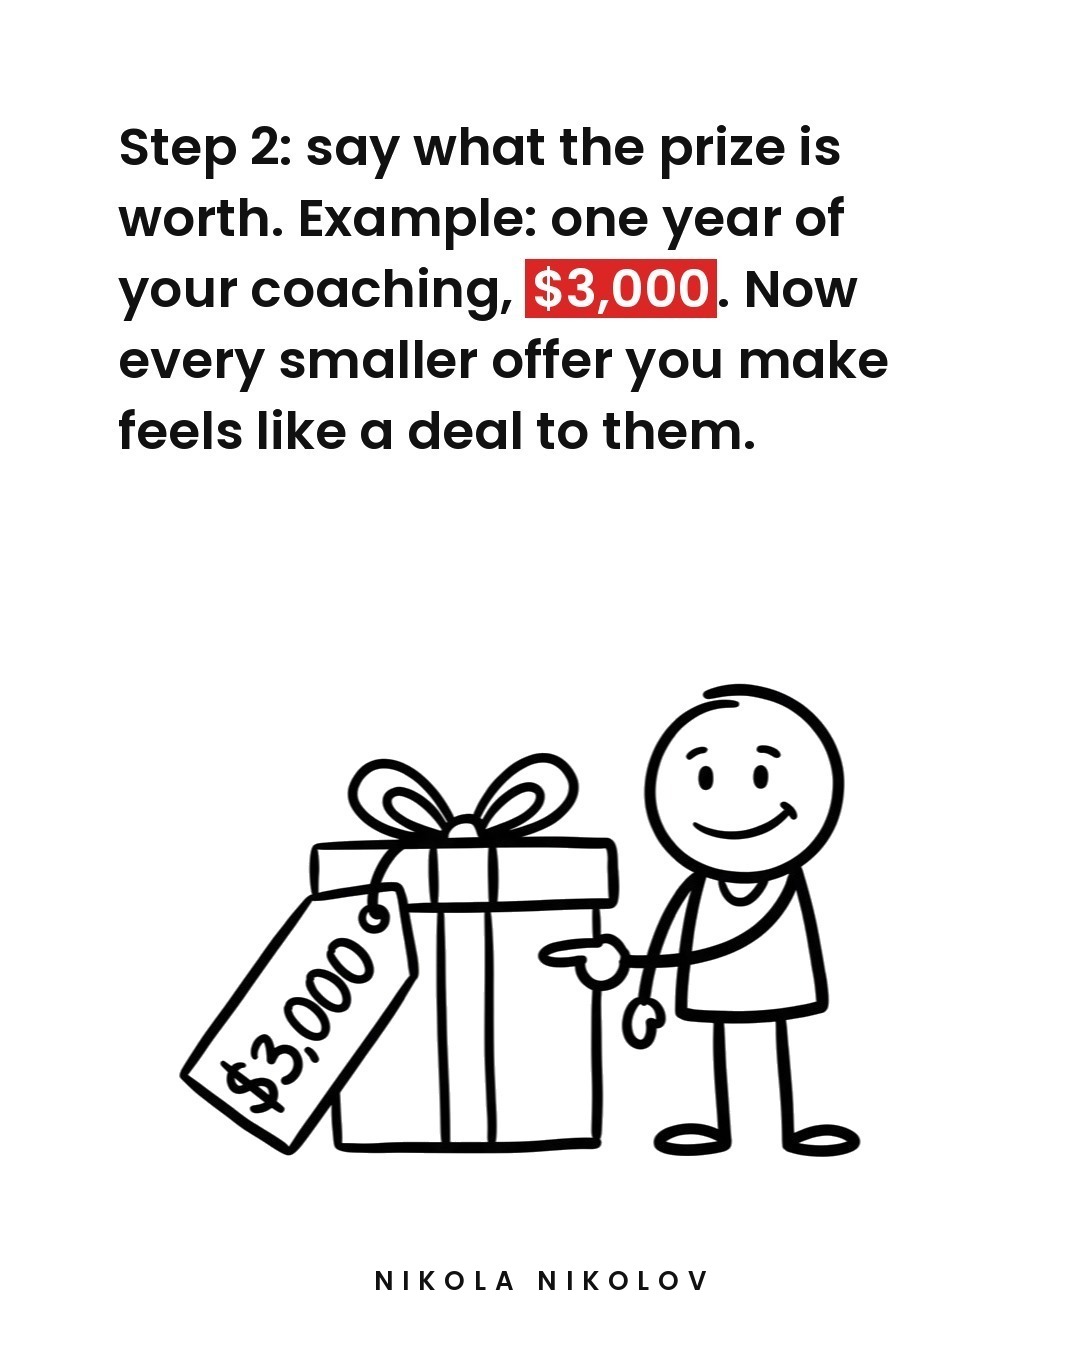 Step 2: say what the prize is
worth. Example: one year of
your coaching, $3,000. Now
every smaller offer you make
feels like a deal to them.
$3,000
NIKOLA NIKOLOV